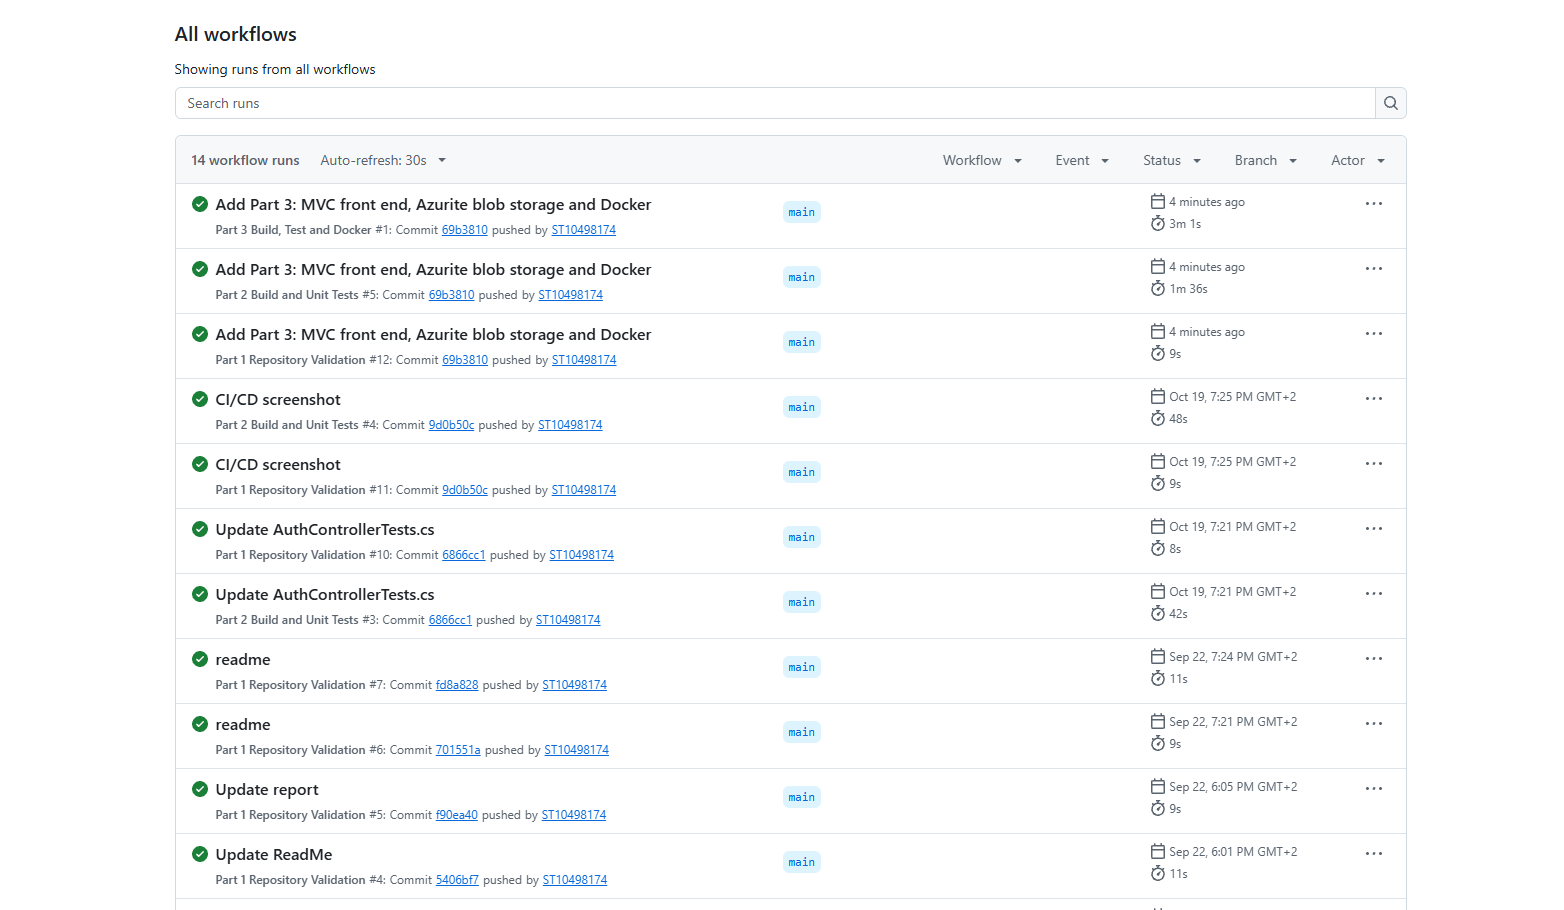 All workflows
Showing runs from all workflows
Search runs
14 workflow runs Auto-refresh: 30s Workflow Event Status Branch Actor
Add Part 3: MVC front end, Azurite blob storage and Docker main 4 minutes ago
Part 3 Build, Test and Docker #1: Commit 69b3810 pushed by ST10498174 3m 1s
Add Part 3: MVC front end, Azurite blob storage and Docker main 4 minutes ago
Part 2 Build and Unit Tests #5: Commit 69b3810 pushed by ST10498174 1m 36s
Add Part 3: MVC front end, Azurite blob storage and Docker main 4 minutes ago
Part 1 Repository Validation #12: Commit 69b3810 pushed by ST10498174 9s
CI/CD screenshot main Oct 19, 7:25 PM GMT+2
Part 2 Build and Unit Tests #4: Commit 9d0b50c pushed by ST10498174 48s
CI/CD screenshot main Oct 19, 7:25 PM GMT+2
Part 1 Repository Validation #11: Commit 9d0b50c pushed by ST10498174 9s
Update AuthControllerTests.cs main Oct 19, 7:21 PM GMT+2
Part 1 Repository Validation #10: Commit 6866cc1 pushed by ST10498174 8s
Update AuthControllerTests.cs main Oct 19, 7:21 PM GMT+2
Part 2 Build and Unit Tests #3: Commit 6866cc1 pushed by ST10498174 42s
readme main Sep 22, 7:24 PM GMT+2
Part 1 Repository Validation #7: Commit fd8a828 pushed by ST10498174 11s
readme main Sep 22, 7:21 PM GMT+2
Part 1 Repository Validation #6: Commit 701551a pushed by ST10498174 9s
Update report main Sep 22, 6:05 PM GMT+2
Part 1 Repository Validation #5: Commit f90ea40 pushed by ST10498174 9s
Update ReadMe main Sep 22, 6:01 PM GMT+2
Part 1 Repository Validation #4: Commit 5406bf7 pushed by ST10498174 11s